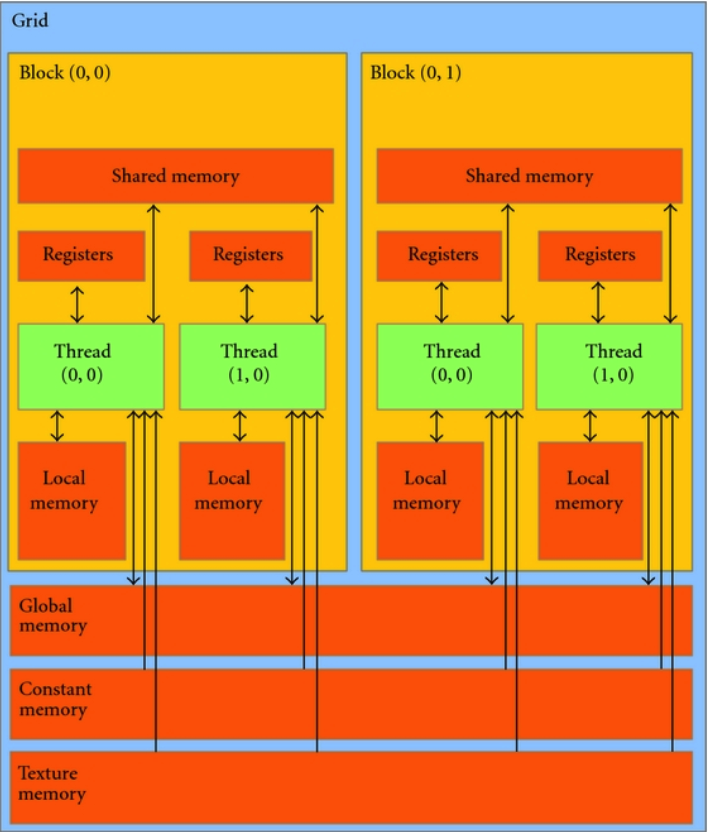 Grid
Block (0, 0)
Block (0, 1)
Shared memory
Shared memory
Registers
Registers
Registers
Registers
Thread
(0, 0)
Thread
(1, 0)
Thread
(0, 0)
Thread
(1, 0)
Local
memory
Local
memory
Local
memory
Local
memory
Global
memory
Constant
memory
Texture
memory